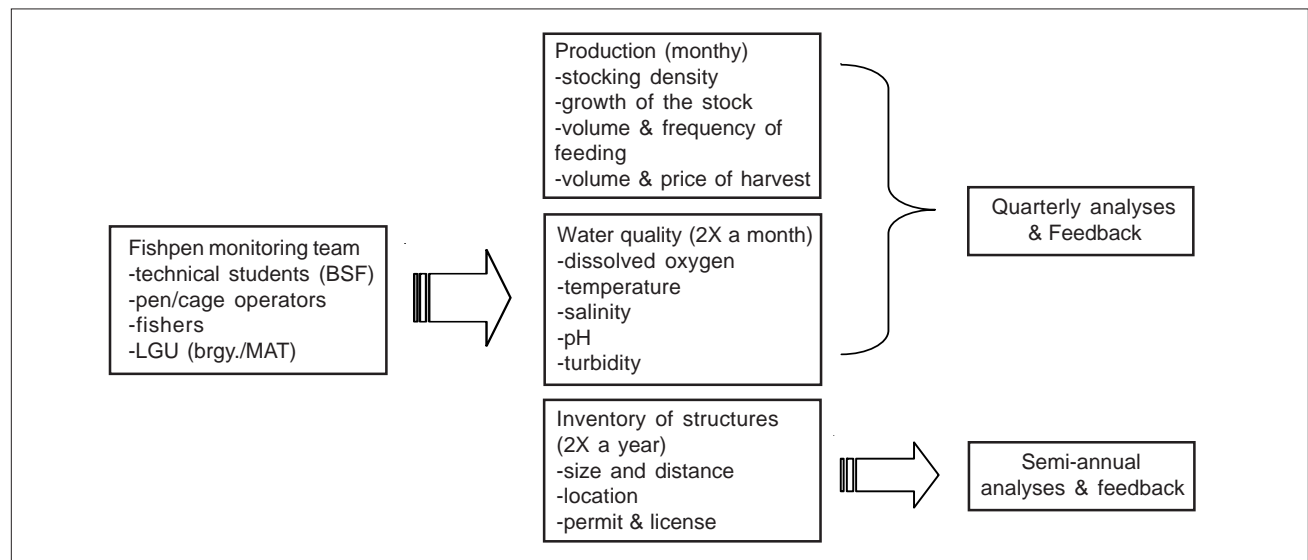 Production (monthy)
-stocking density
-growth of the stock
-volume & frequency of
feeding
-volume & price of harvest
Fishpen monitoring team
-technical students (BSF)
-pen/cage operators
-fishers
-LGU (brgy./MAT)
Water quality (2X a month)
-dissolved oxygen
-temperature
-salinity
-pH
-turbidity
Quarterly analyses
& Feedback
Inventory of structures
(2X a year)
-size and distance
-location
-permit & license
Semi-annual
analyses & feedback